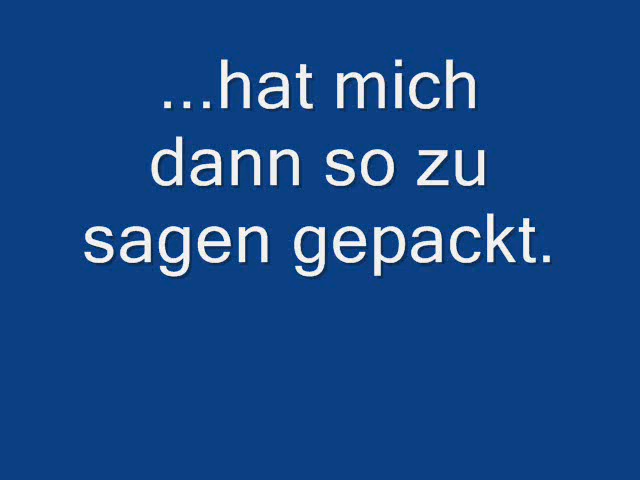 ...hat mich
dann so zu
sagen gepackt.